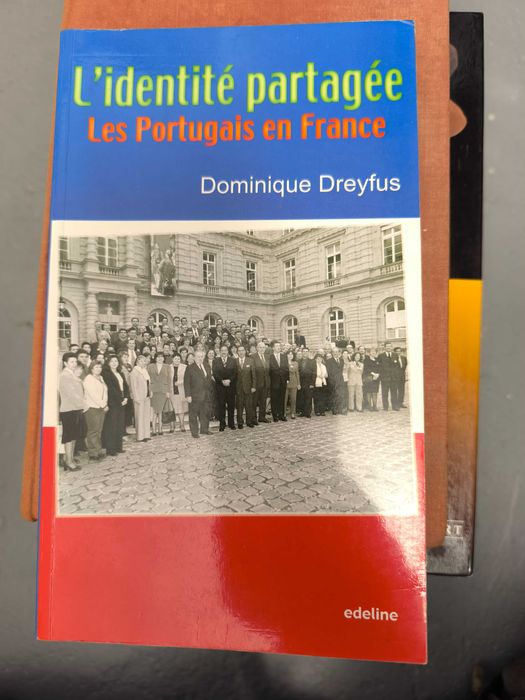 L'identité partagée
Les Portugais en France
Dominique Dreyfus
edeline